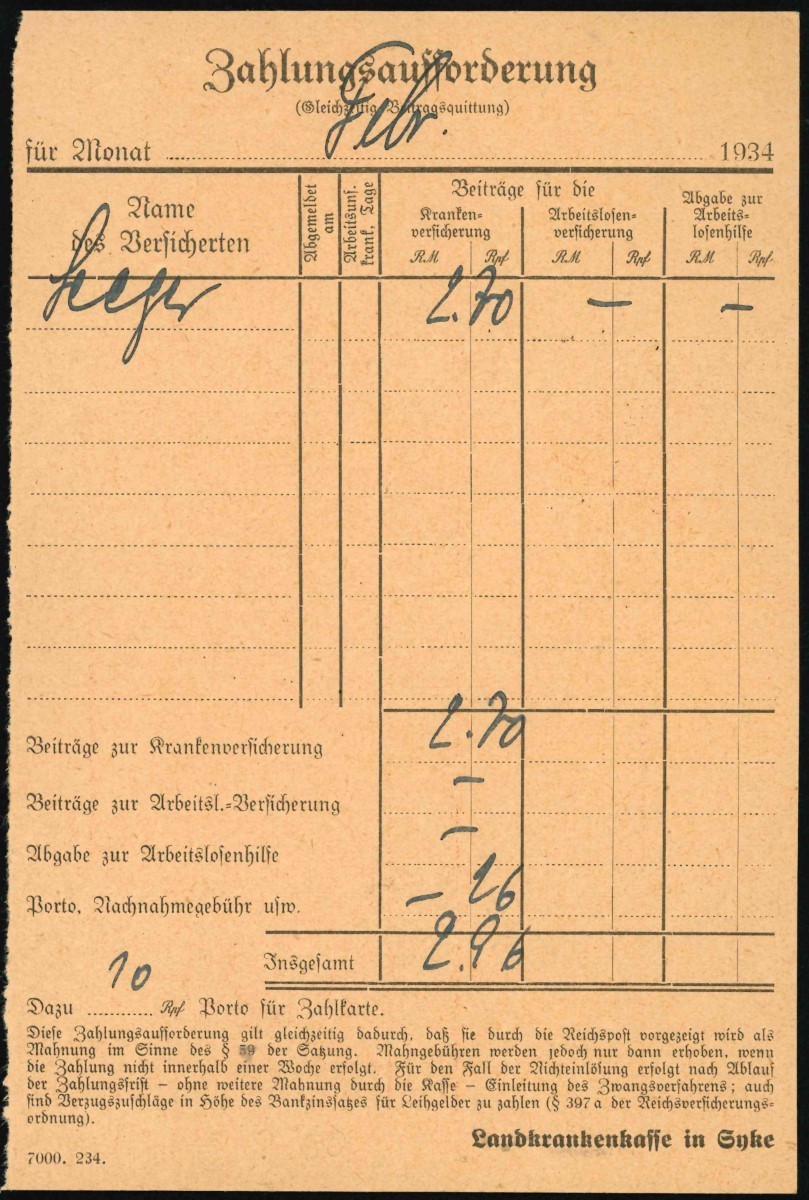 Zahlungsaufforderung
(Gleichzeitig Beitragsquittung)
für Monat Febr. 1934
Name des Versicherten
Abgemeldet am
Arbeitsunf. krank, Tage
Beiträge für die
Kranken-
versicherung
RM Rpf
Arbeitslosen-
versicherung
RM Rpf
Abgabe zur
Arbeits-
losenhilfe
RM Rpf
Seeger 2.70 — —
Beiträge zur Krankenversicherung 2.70
Beiträge zur Arbeitsl.-Versicherung —
Abgabe zur Arbeitslosenhilfe —
Porto, Nachnahmegebühr usw. — 26
Insgesamt 2.96
Dazu 10 Rpf Porto für Zahlkarte.
Diese Zahlungsaufforderung gilt gleichzeitig dadurch, daß sie durch die Reichspost vorgezeigt wird als
Mahnung im Sinne des § 59 der Satzung. Mahngebühren werden jedoch nur dann erhoben, wenn
die Zahlung nicht innerhalb einer Woche erfolgt. Für den Fall der Nichteinlösung erfolgt nach Ablauf
der Zahlungsfrist – ohne weitere Mahnung durch die Kasse – Einleitung des Zwangsverfahrens; auch
sind Verzugszuschläge in Höhe des Bankzinssatzes für Leihgelder zu zahlen (§ 397 a der Reichsversicherungs-
ordnung).
Landkrankenkasse in Syke
7000. 234.